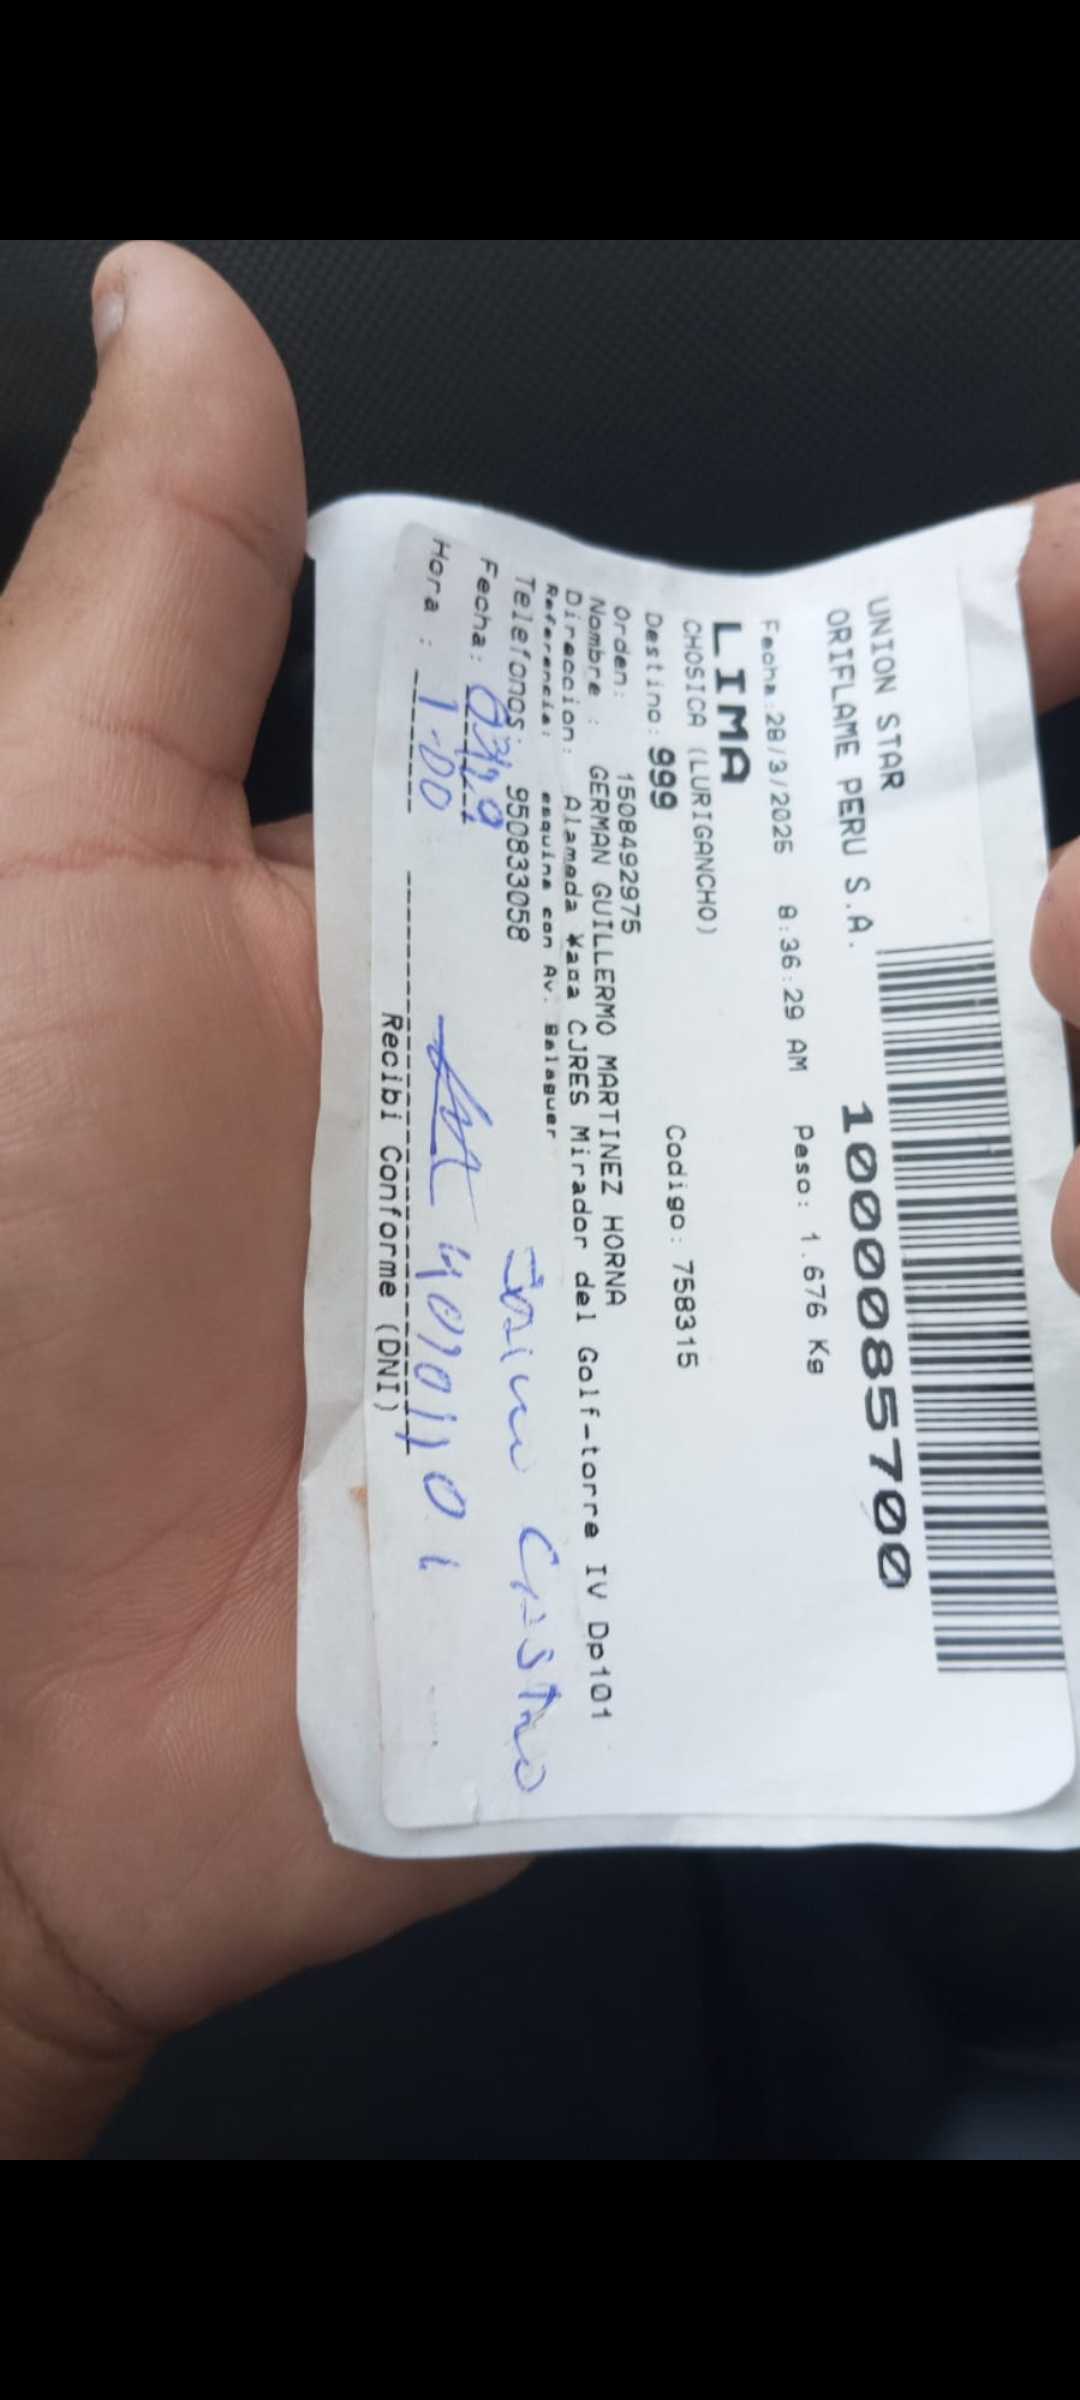 UNION STAR
ORIFLAME PERU S.A.
1000085700
Fecha:28/3/2025 8:36:29 AM Peso: 1.676 Kg
LIMA
CHOSICA (LURIGANCHO)
Destino: 999 Codigo: 758315
Orden: 1508492975
Nombre : GERMAN GUILLERMO MARTINEZ HORNA
Direccion: Alameda CJRES Mirador del Golf-torre IV Dp101
Referencia: esquina con Av. Balaguer
Telefonos: 950833058
Fecha:
Hora : 1:00
Recibi Conforme (DNI)